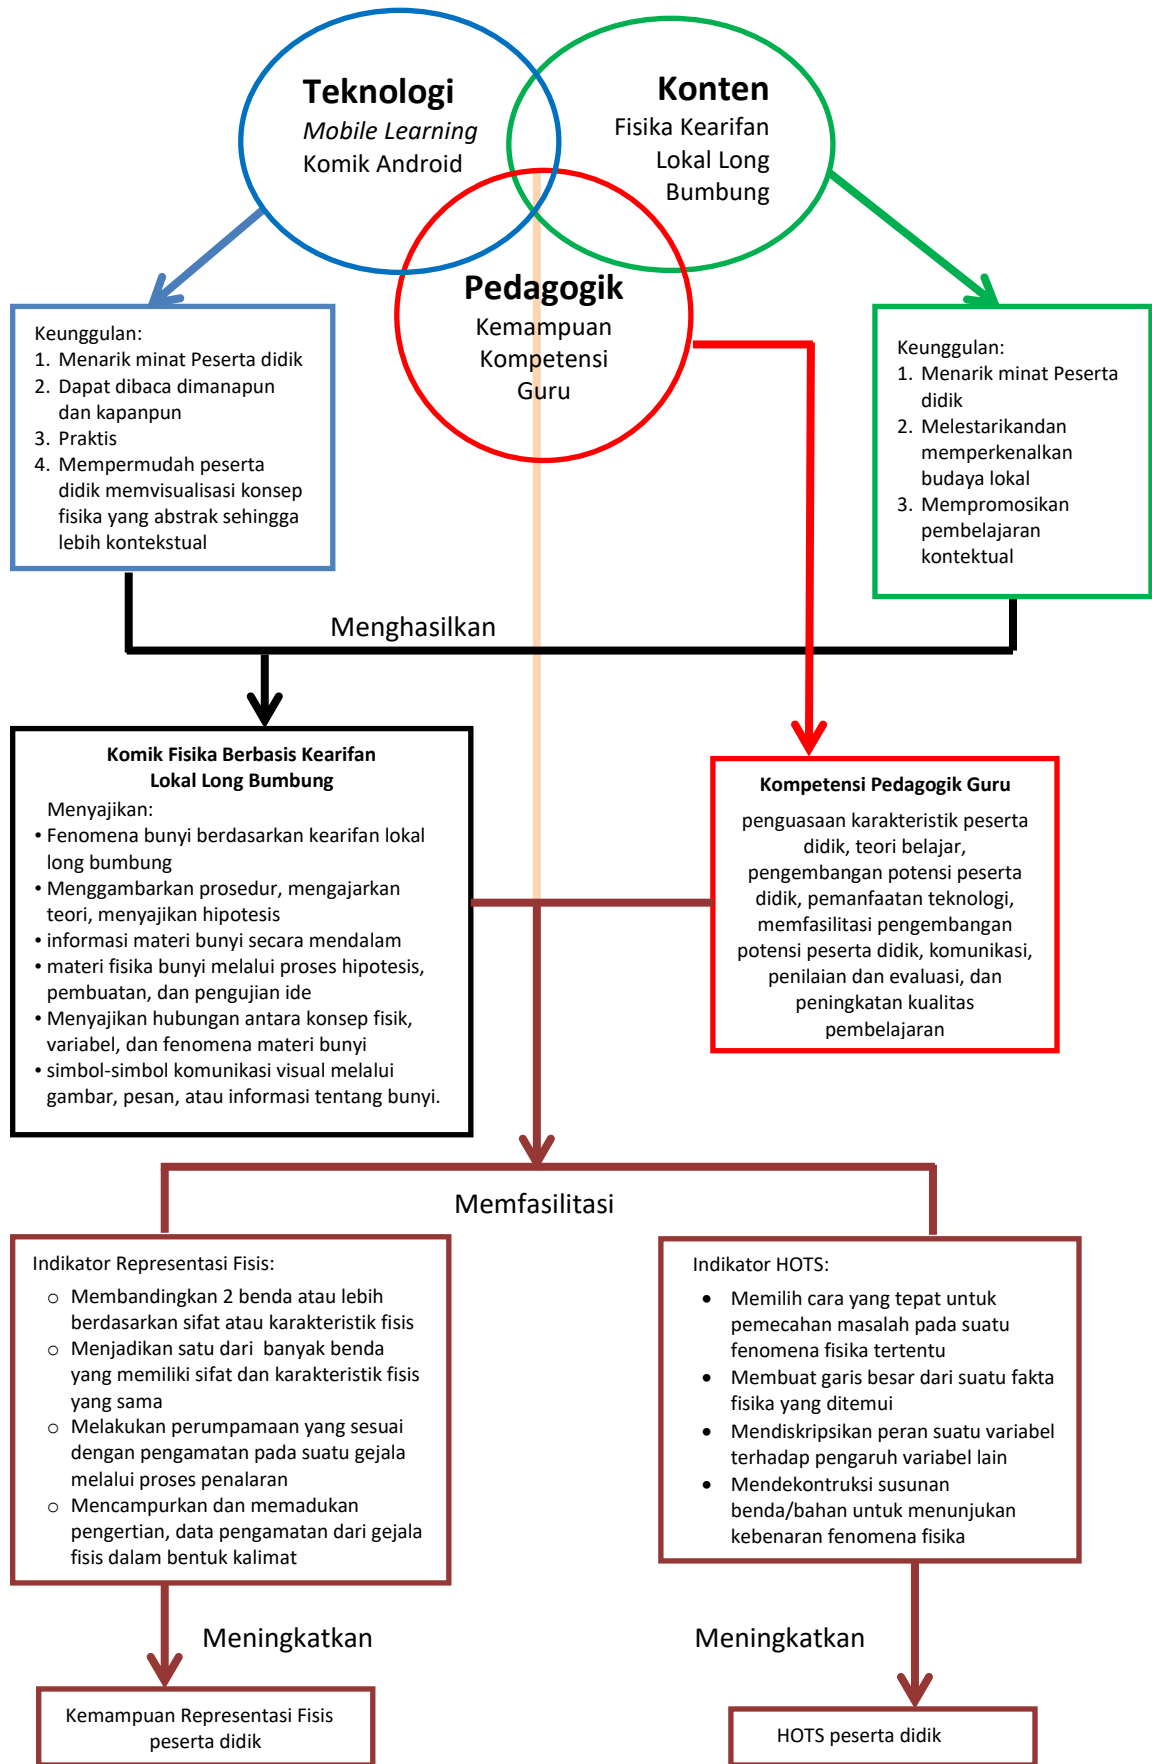 Teknologi
Mobile Learning
Komik Android
Konten
Fisika Kearifan
Lokal Long
Bumbung
Pedagogik
Kemampuan
Kompetensi
Guru
Keunggulan:
1. Menarik minat Peserta didik
2. Dapat dibaca dimanapun
dan kapanpun
3. Praktis
4. Mempermudah peserta
didik memvisualisasi konsep
fisika yang abstrak sehingga
lebih kontekstual
Keunggulan:
1. Menarik minat Peserta
didik
2. Melestarikandan
memperkenalkan
budaya lokal
3. Mempromosikan
pembelajaran
kontektual
Menghasilkan
Komik Fisika Berbasis Kearifan
Lokal Long Bumbung
Menyajikan:
• Fenomena bunyi berdasarkan kearifan lokal
long bumbung
• Menggambarkan prosedur, mengajarkan
teori, menyajikan hipotesis
• informasi materi bunyi secara mendalam
• materi fisika bunyi melalui proses hipotesis,
pembuatan, dan pengujian ide
• Menyajikan hubungan antara konsep fisik,
variabel, dan fenomena materi bunyi
• simbol-simbol komunikasi visual melalui
gambar, pesan, atau informasi tentang bunyi.
Kompetensi Pedagogik Guru
penguasaan karakteristik peserta
didik, teori belajar,
pengembangan potensi peserta
didik, pemanfaatan teknologi,
memfasilitasi pengembangan
potensi peserta didik, komunikasi,
penilaian dan evaluasi, dan
peningkatan kualitas
pembelajaran
Memfasilitasi
Indikator Representasi Fisis:
o Membandingkan 2 benda atau lebih
berdasarkan sifat atau karakteristik fisis
o Menjadikan satu dari banyak benda
yang memiliki sifat dan karakteristik fisis
yang sama
o Melakukan perumpamaan yang sesuai
dengan pengamatan pada suatu gejala
melalui proses penalaran
o Mencampurkan dan memadukan
pengertian, data pengamatan dari gejala
fisis dalam bentuk kalimat
Indikator HOTS:
• Memilih cara yang tepat untuk
pemecahan masalah pada suatu
fenomena fisika tertentu
• Membuat garis besar dari suatu fakta
fisika yang ditemui
• Mendiskripsikan peran suatu variabel
terhadap pengaruh variabel lain
• Mendekontruksi susunan
benda/bahan untuk menunjukan
kebenaran fenomena fisika
Meningkatkan
Meningkatkan
Kemampuan Representasi Fisis
peserta didik
HOTS peserta didik